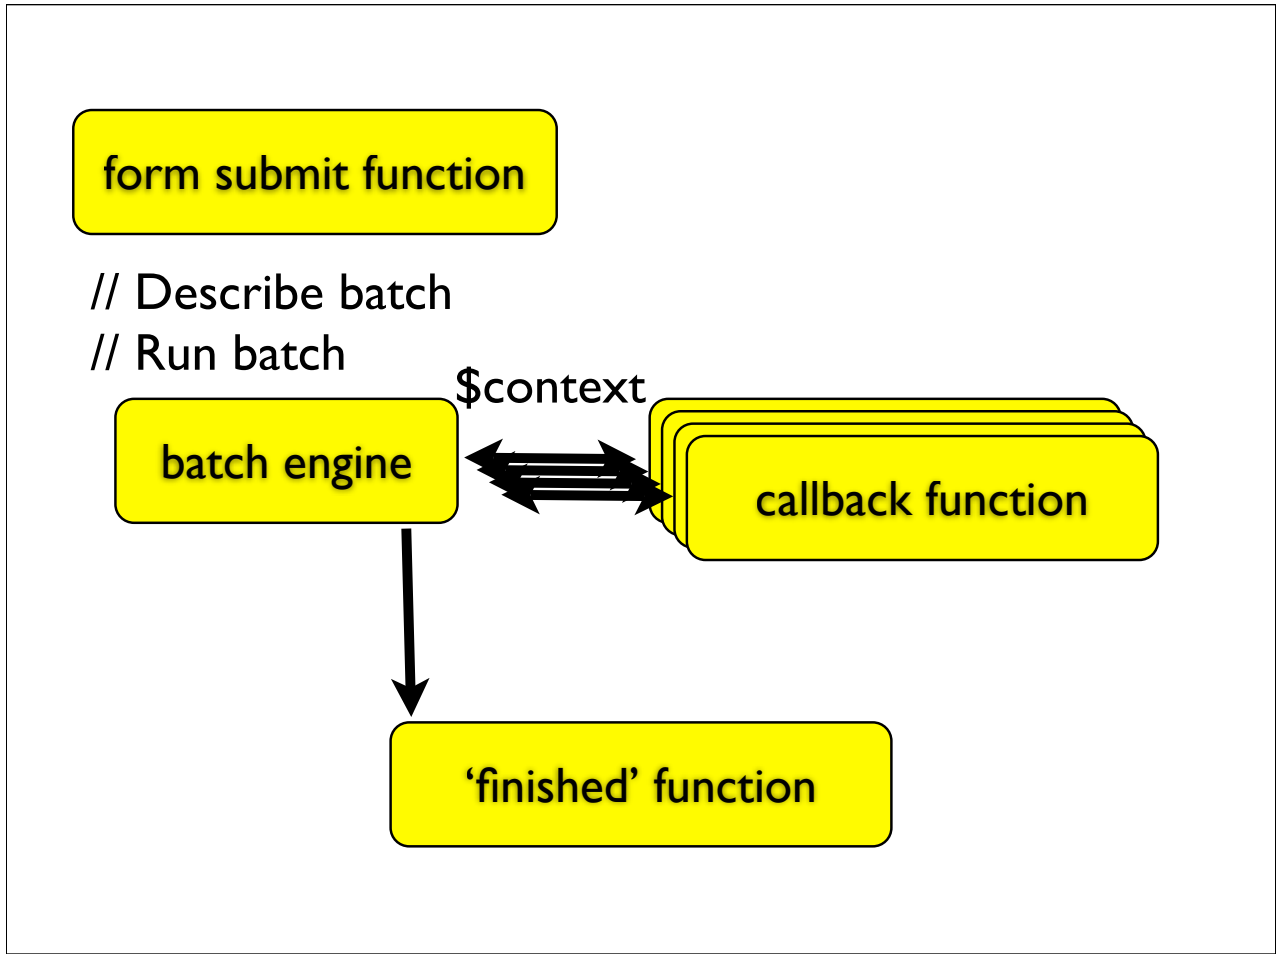 form submit function
// Describe batch
// Run batch
$context
batch engine
callback function
‘finished’ function